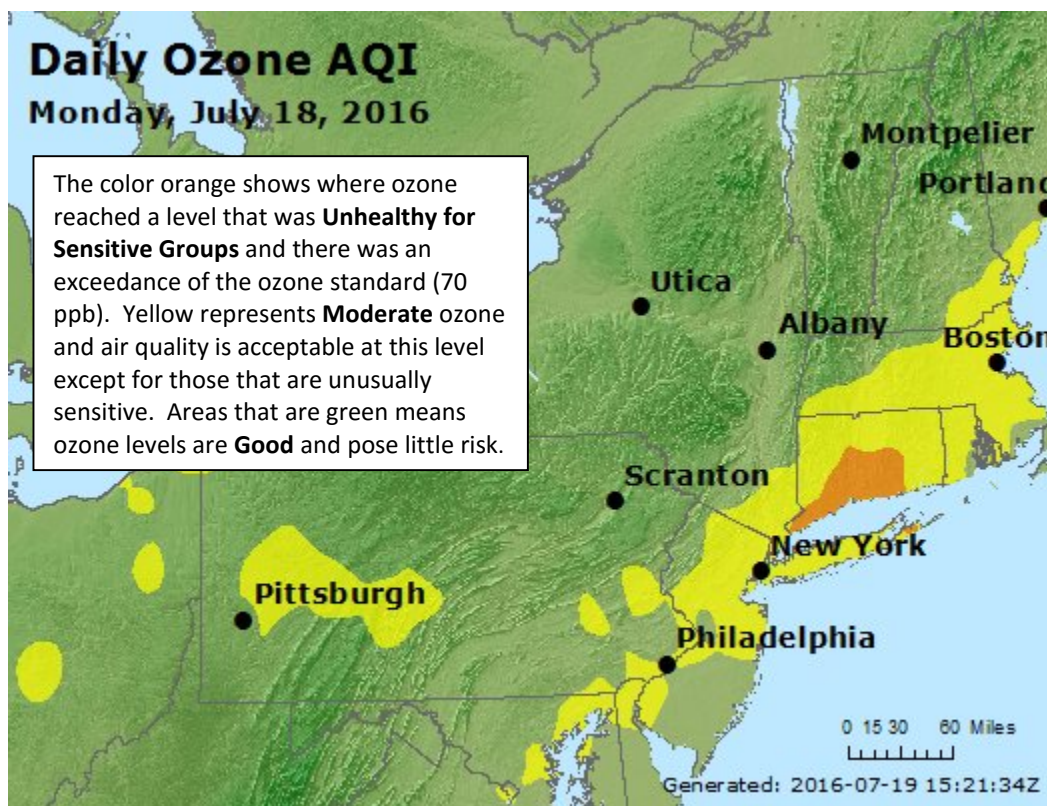 Daily Ozone AQI
Monday, July 18, 2016
The color orange shows where ozone
reached a level that was Unhealthy for
Sensitive Groups and there was an
exceedance of the ozone standard (70
ppb).  Yellow represents Moderate ozone
and air quality is acceptable at this level
except for those that are unusually
sensitive.  Areas that are green means
ozone levels are Good and pose little risk.
Montpelier
Portland
Utica
Albany
Boston
Scranton
New York
Pittsburgh
Philadelphia
0 15 30 60 Miles
Generated: 2016-07-19 15:21:34Z